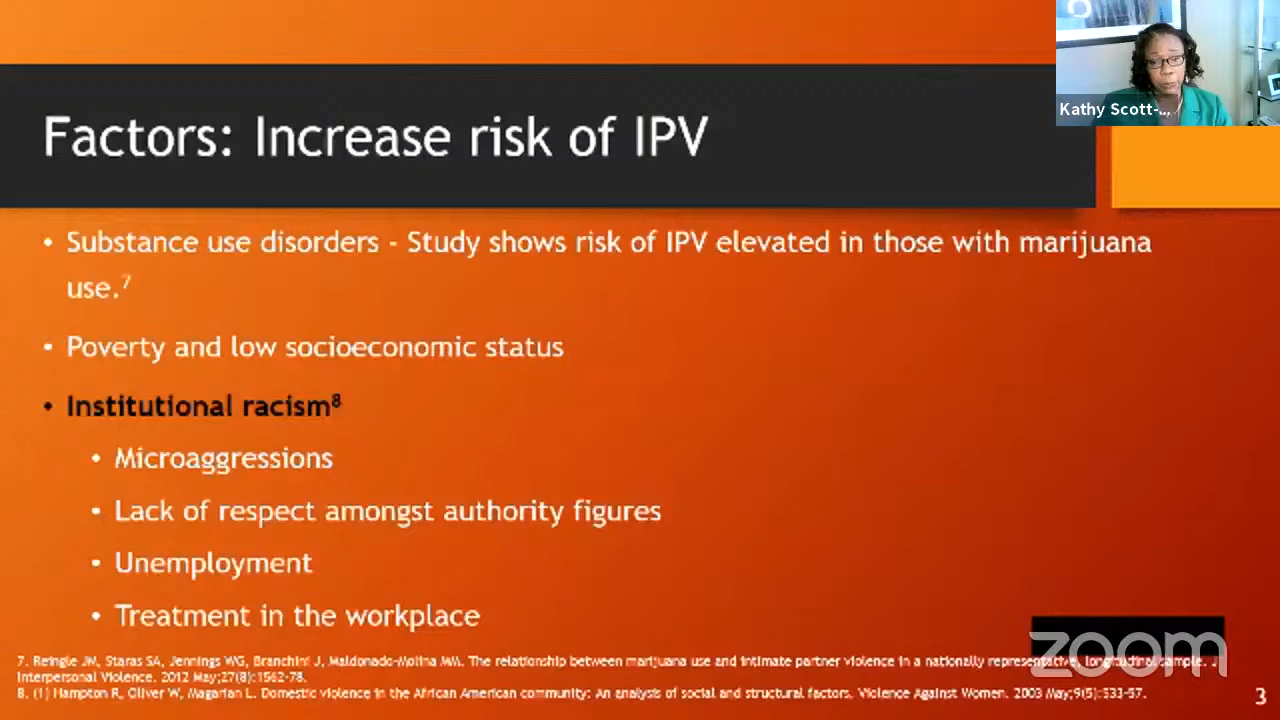 Kathy Scott-...
Factors: Increase risk of IPV
• Substance use disorders - Study shows risk of IPV elevated in those with marijuana
use.⁷
• Poverty and low socioeconomic status
• Institutional racism⁸
• Microaggressions
• Lack of respect amongst authority figures
• Unemployment
• Treatment in the workplace
zoom
7. Reingle JM, Staras SA, Jennings WG, Branchini J, Maldonado-Molina MM. The relationship between marijuana use and intimate partner violence in a nationally representative, longitudinal sample. J
Interpersonal Violence. 2012 May;27(8):1562-78.
8. (1) Hampton R, Oliver W, Magarian L. Domestic violence in the African American community: An analysis of social and structural factors. Violence Against Women. 2003 May;9(5):533-57.
3